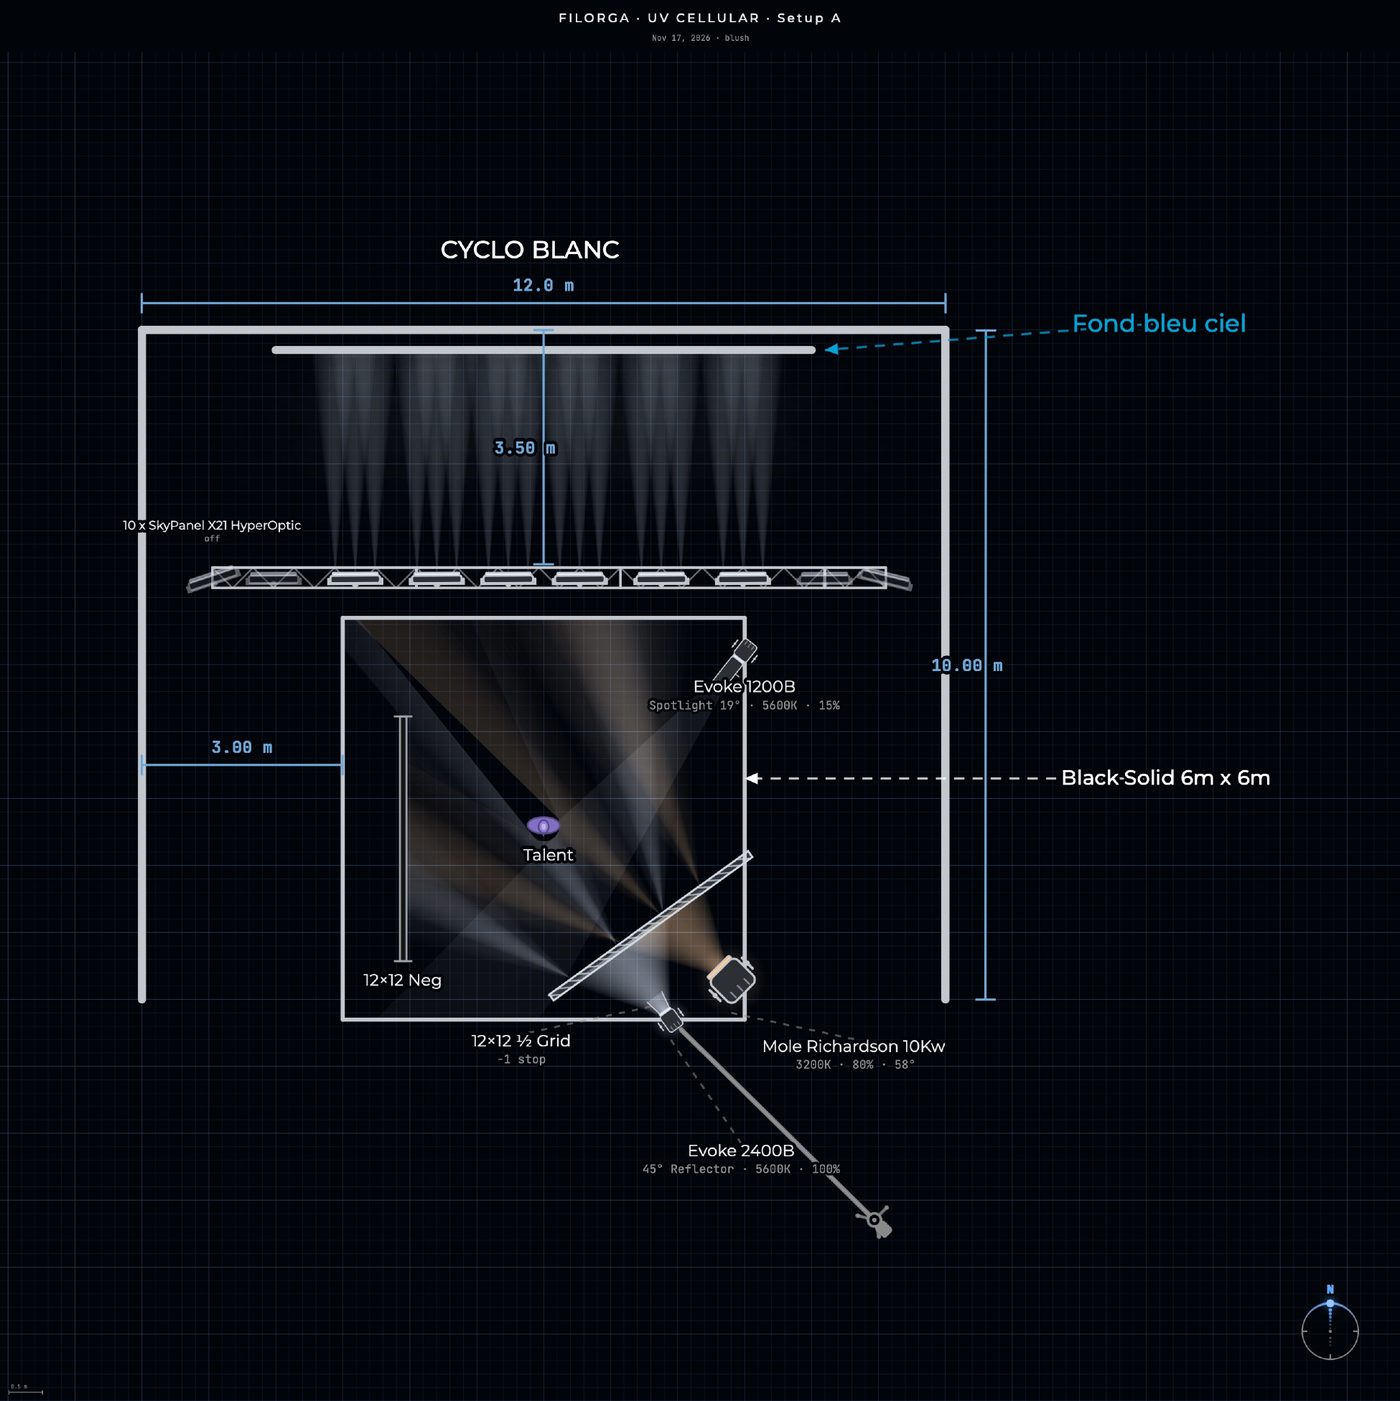 FILORGA · UV CELLULAR · Setup A
Nov 17, 2026 · blush
CYCLO BLANC
12.0 m
Fond bleu ciel
3.50 m
10 x SkyPanel X21 HyperOptic
off
10.00 m
Evoke 1200B
Spotlight 19° · 5600K · 15%
3.00 m
Black Solid 6m x 6m
Talent
12×12 Neg
12×12 ½ Grid
-1 stop
Mole Richardson 10Kw
3200K · 80% · 58°
Evoke 2400B
45° Reflector · 5600K · 100%
N
0.5 m